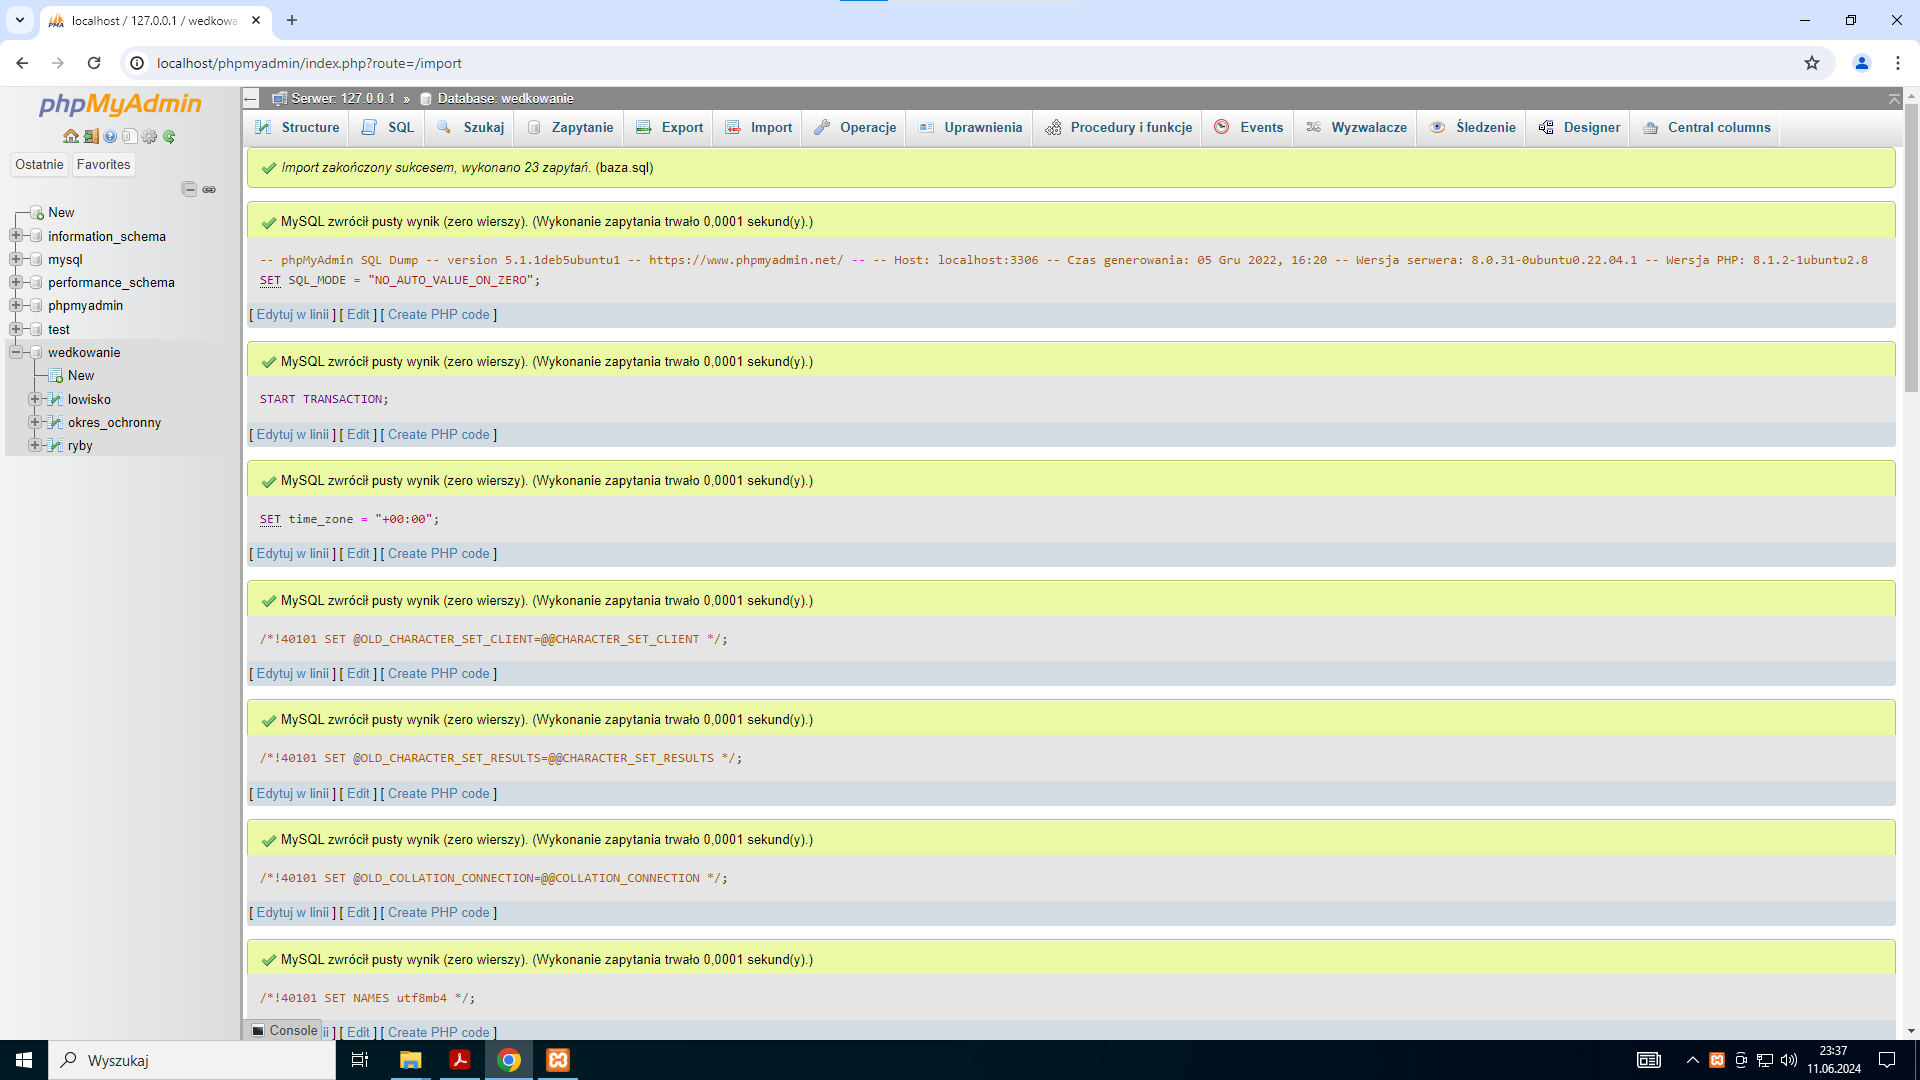 localhost / 127.0.0.1 / wedkowa
localhost/phpmyadmin/index.php?route=/import
phpMyAdmin
Ostatnie
Favorites
New
information_schema
mysql
performance_schema
phpmyadmin
test
wedkowanie
New
lowisko
okres_ochronny
ryby
Serwer: 127.0.0.1 » Database: wedkowanie
Structure
SQL
Szukaj
Zapytanie
Export
Import
Operacje
Uprawnienia
Procedury i funkcje
Events
Wyzwalacze
Śledzenie
Designer
Central columns
Import zakończony sukcesem, wykonano 23 zapytań. (baza.sql)
MySQL zwrócił pusty wynik (zero wierszy). (Wykonanie zapytania trwało 0,0001 sekund(y).)
-- phpMyAdmin SQL Dump -- version 5.1.1deb5ubuntu1 -- https://www.phpmyadmin.net/ -- -- Host: localhost:3306 -- Czas generowania: 05 Gru 2022, 16:20 -- Wersja serwera: 8.0.31-0ubuntu0.22.04.1 -- Wersja PHP: 8.1.2-1ubuntu2.8
SET SQL_MODE = "NO_AUTO_VALUE_ON_ZERO";
[ Edytuj w linii ] [ Edit ] [ Create PHP code ]
MySQL zwrócił pusty wynik (zero wierszy). (Wykonanie zapytania trwało 0,0001 sekund(y).)
START TRANSACTION;
[ Edytuj w linii ] [ Edit ] [ Create PHP code ]
MySQL zwrócił pusty wynik (zero wierszy). (Wykonanie zapytania trwało 0,0001 sekund(y).)
SET time_zone = "+00:00";
[ Edytuj w linii ] [ Edit ] [ Create PHP code ]
MySQL zwrócił pusty wynik (zero wierszy). (Wykonanie zapytania trwało 0,0001 sekund(y).)
/*!40101 SET @OLD_CHARACTER_SET_CLIENT=@@CHARACTER_SET_CLIENT */;
[ Edytuj w linii ] [ Edit ] [ Create PHP code ]
MySQL zwrócił pusty wynik (zero wierszy). (Wykonanie zapytania trwało 0,0001 sekund(y).)
/*!40101 SET @OLD_CHARACTER_SET_RESULTS=@@CHARACTER_SET_RESULTS */;
[ Edytuj w linii ] [ Edit ] [ Create PHP code ]
MySQL zwrócił pusty wynik (zero wierszy). (Wykonanie zapytania trwało 0,0001 sekund(y).)
/*!40101 SET @OLD_COLLATION_CONNECTION=@@COLLATION_CONNECTION */;
[ Edytuj w linii ] [ Edit ] [ Create PHP code ]
MySQL zwrócił pusty wynik (zero wierszy). (Wykonanie zapytania trwało 0,0001 sekund(y).)
/*!40101 SET NAMES utf8mb4 */;
Console
ii ] [ Edit ] [ Create PHP code ]
Wyszukaj
23:37
11.06.2024